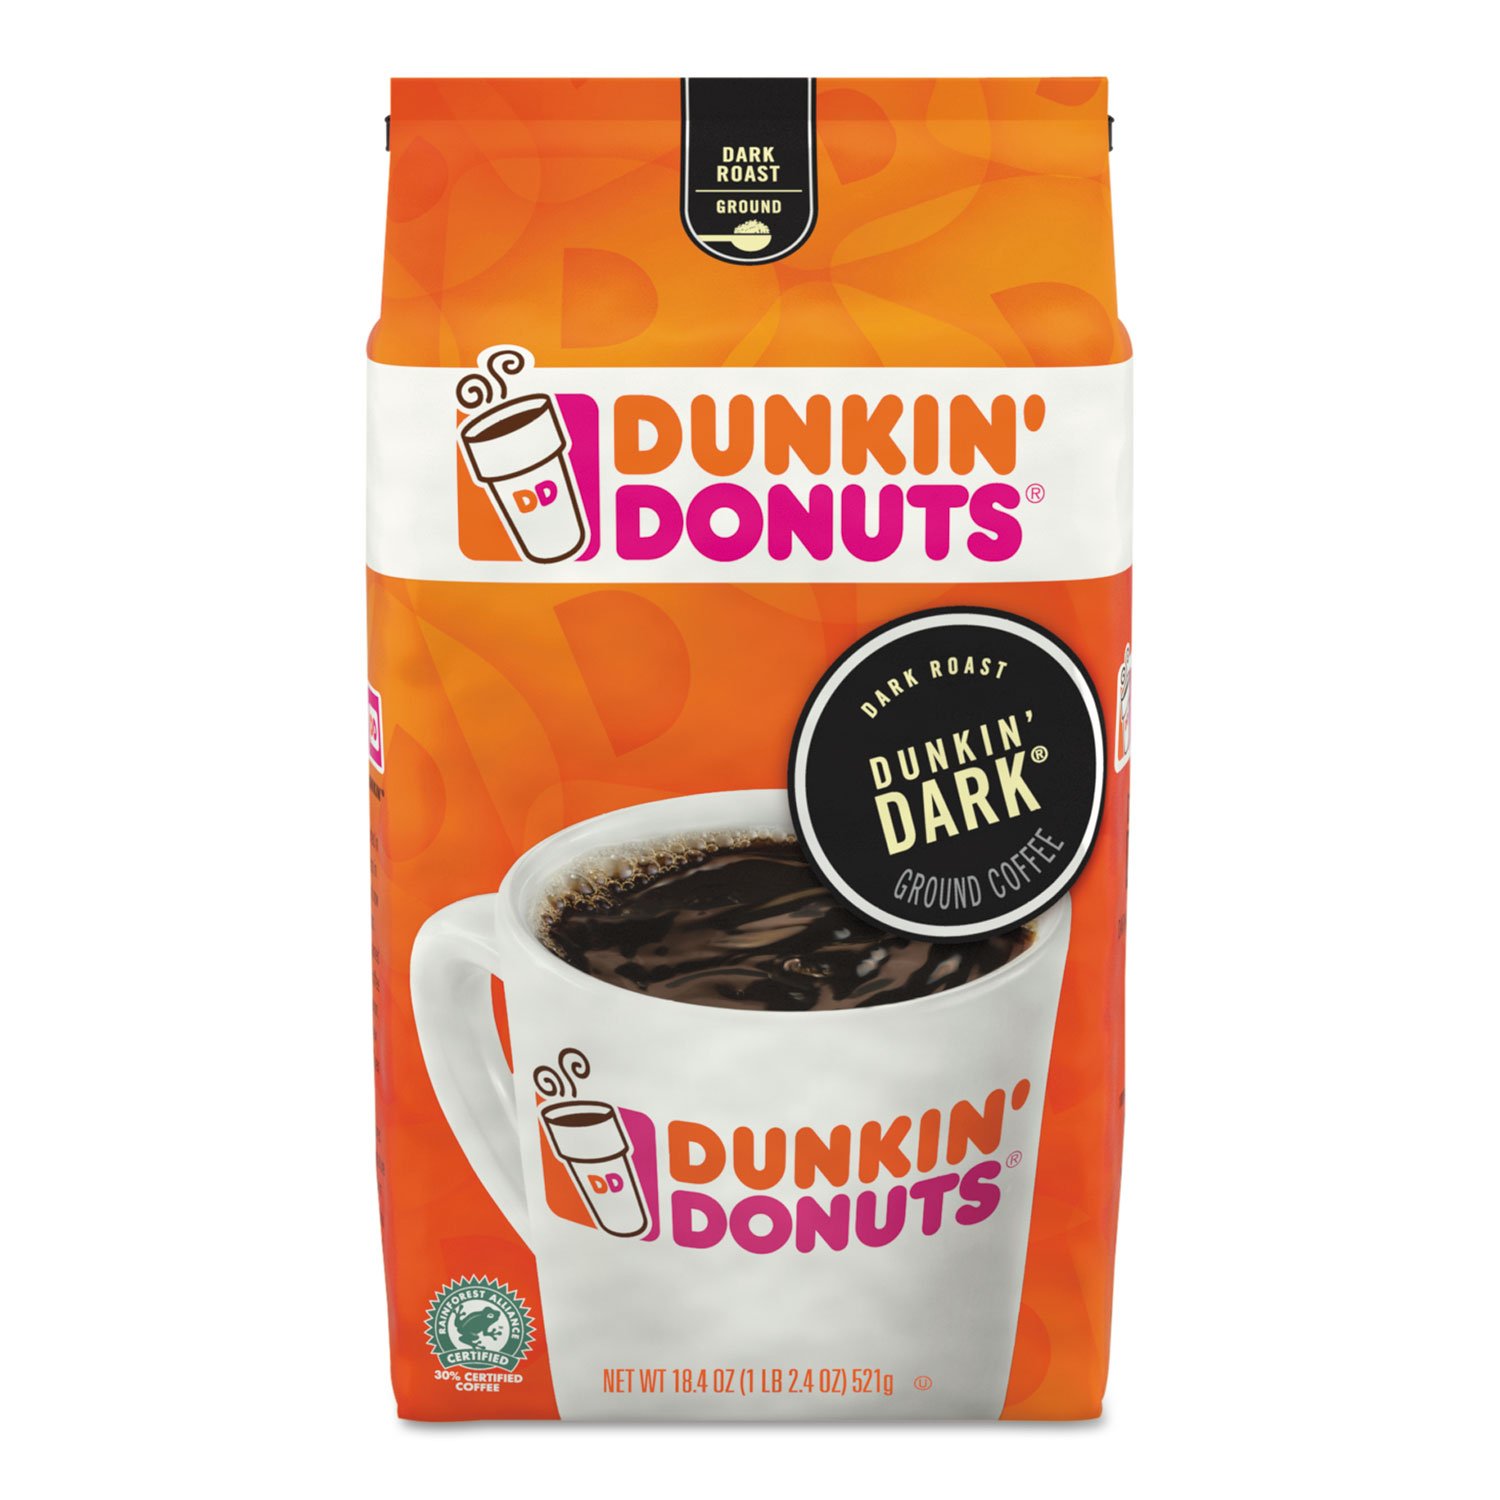 DARK
ROAST
GROUND
DUNKIN'
DONUTS®
DD
DARK ROAST
DUNKIN'
DARK®
GROUND COFFEE
DD
DUNKIN'
DONUTS®
DD
RAINFOREST ALLIANCE
CERTIFIED
30% CERTIFIED
COFFEE
NET WT 18.4 OZ (1 LB 2.4 OZ) 521g Ⓤ